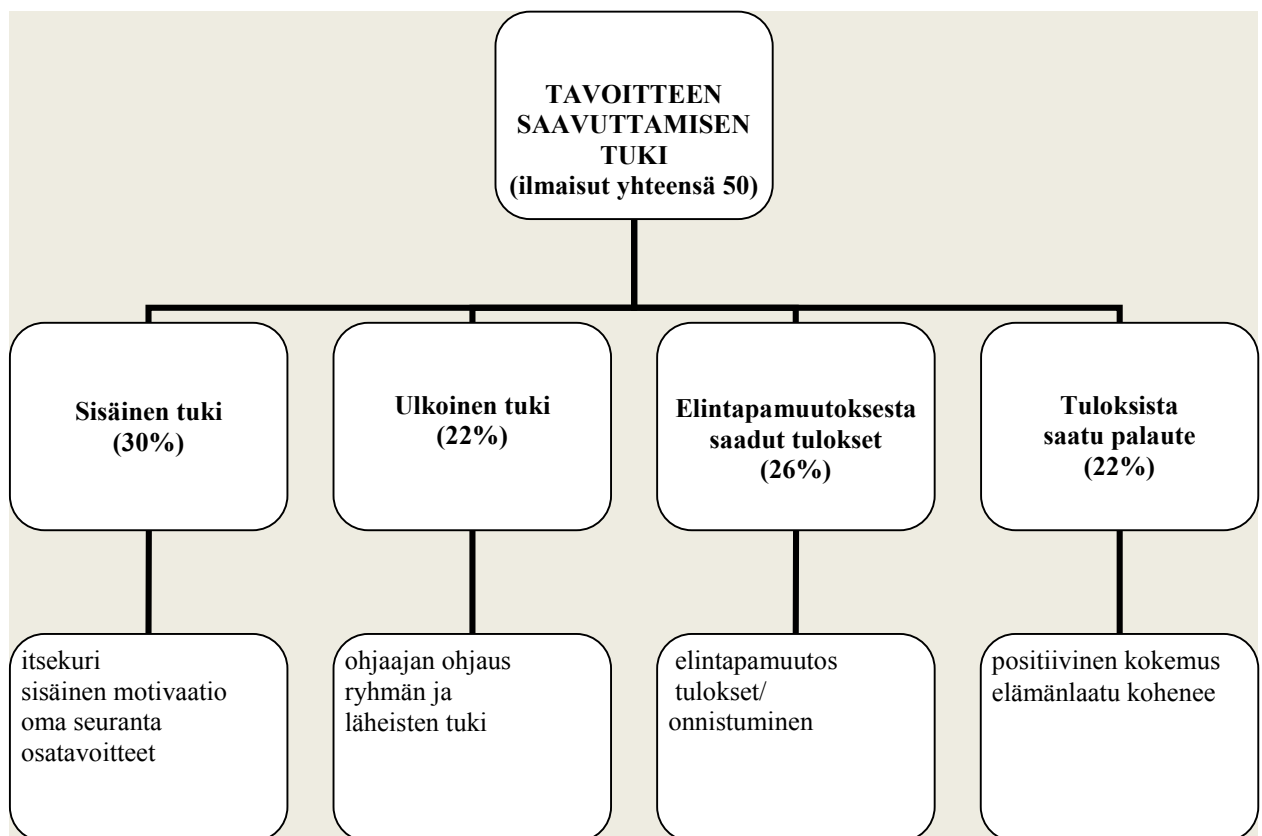 TAVOITTEEN
SAAVUTTAMISEN
TUKI
(ilmaisut yhteensä 50)
Sisäinen tuki
(30%)
Ulkoinen tuki
(22%)
Elintapamuutoksesta
saadut tulokset
(26%)
Tuloksista
saatu palaute
(22%)
itsekuri
sisäinen motivaatio
oma seuranta
osatavoitteet
ohjaajan ohjaus
ryhmän ja
läheisten tuki
elintapamuutos
tulokset/
onnistuminen
positiivinen kokemus
elämänlaatu kohenee